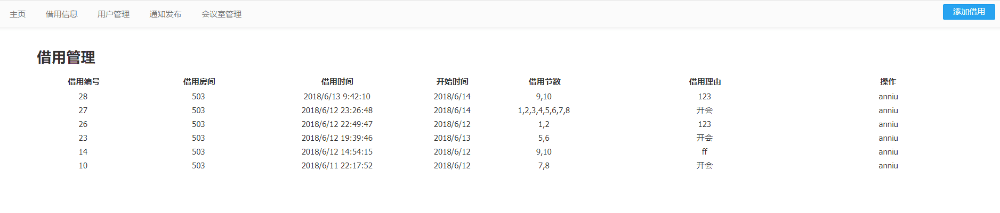 主页 借用信息 用户管理 通知发布 会议室管理 添加借用
借用管理
借用编号 借用房间 借用时间 开始时间 借用节数 借用理由 操作
28 503 2018/6/13 9:42:10 2018/6/14 9,10 123 anniu
27 503 2018/6/12 23:26:48 2018/6/14 1,2,3,4,5,6,7,8 开会 anniu
26 503 2018/6/12 22:49:47 2018/6/12 1,2 123 anniu
23 503 2018/6/12 19:39:46 2018/6/13 5,6 开会 anniu
14 503 2018/6/12 14:54:15 2018/6/12 9,10 ff anniu
10 503 2018/6/11 22:17:52 2018/6/12 7,8 开会 anniu